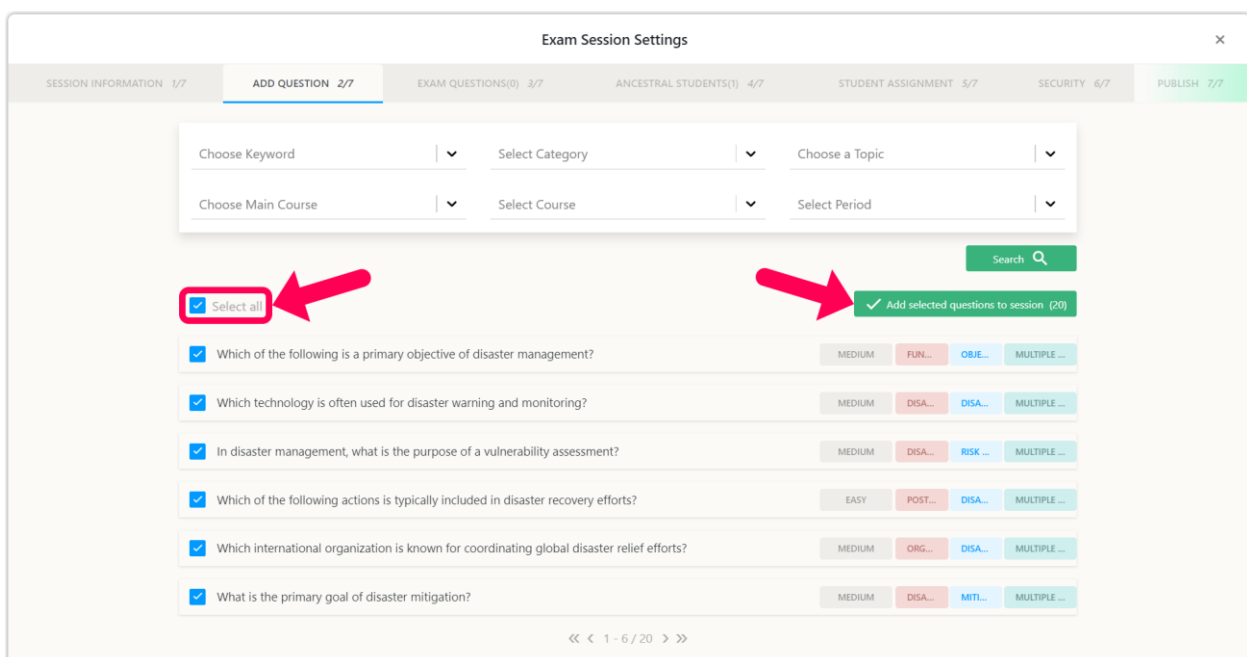 Exam Session Settings
SESSION INFORMATION 1/7 ADD QUESTION 2/7 EXAM QUESTIONS(0) 3/7 ANCESTRAL STUDENTS(1) 4/7 STUDENT ASSIGNMENT 5/7 SECURITY 6/7 PUBLISH 7/7
Choose Keyword Select Category Choose a Topic
Choose Main Course Select Course Select Period
Search
Select all Add selected questions to session (20)
Which of the following is a primary objective of disaster management? MEDIUM FUN... OBJE... MULTIPLE ...
Which technology is often used for disaster warning and monitoring? MEDIUM DISA... DISA... MULTIPLE ...
In disaster management, what is the purpose of a vulnerability assessment? MEDIUM DISA... RISK ... MULTIPLE ...
Which of the following actions is typically included in disaster recovery efforts? EASY POST... DISA... MULTIPLE ...
Which international organization is known for coordinating global disaster relief efforts? MEDIUM ORG... DISA... MULTIPLE ...
What is the primary goal of disaster mitigation? MEDIUM DISA... MITI... MULTIPLE ...
1 - 6 / 20